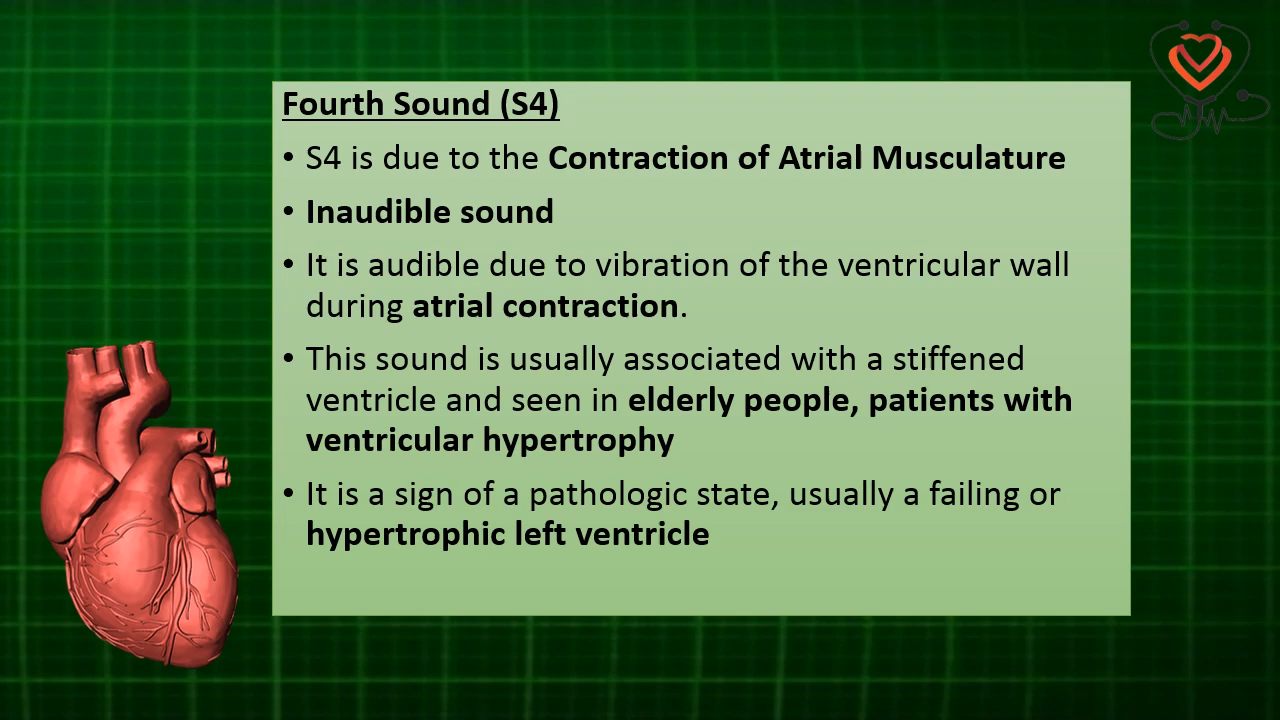 Fourth Sound (S4)
• S4 is due to the Contraction of Atrial Musculature
• Inaudible sound
• It is audible due to vibration of the ventricular wall
during atrial contraction.
• This sound is usually associated with a stiffened
ventricle and seen in elderly people, patients with
ventricular hypertrophy
• It is a sign of a pathologic state, usually a failing or
hypertrophic left ventricle